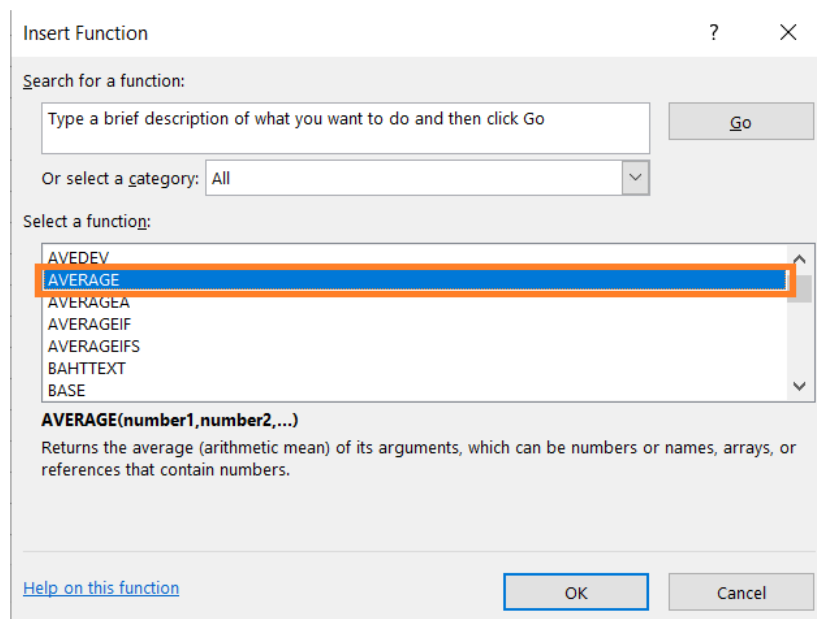 Insert Function ?
Search for a function:
Type a brief description of what you want to do and then click Go
Go
Or select a category: All
Select a function:
AVEDEV
AVERAGE
AVERAGEA
AVERAGEIF
AVERAGEIFS
BAHTTEXT
BASE
AVERAGE(number1,number2,...)
Returns the average (arithmetic mean) of its arguments, which can be numbers or names, arrays, or
references that contain numbers.
Help on this function
OK
Cancel